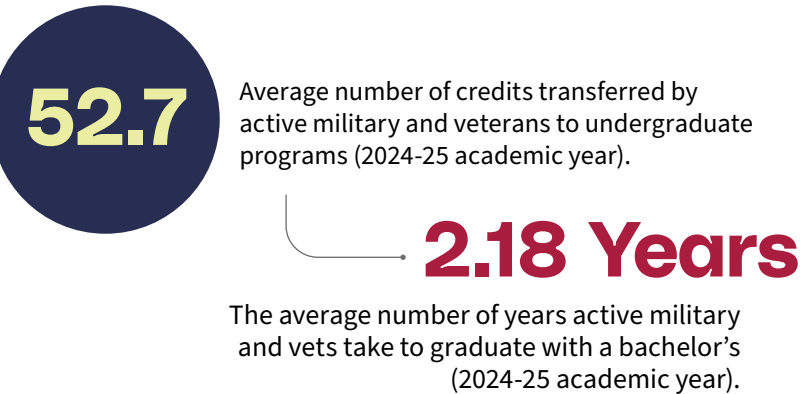 52.7
Average number of credits transferred by
active military and veterans to undergraduate
programs (2024-25 academic year).
2.18 Years
The average number of years active military
and vets take to graduate with a bachelor’s
(2024-25 academic year).